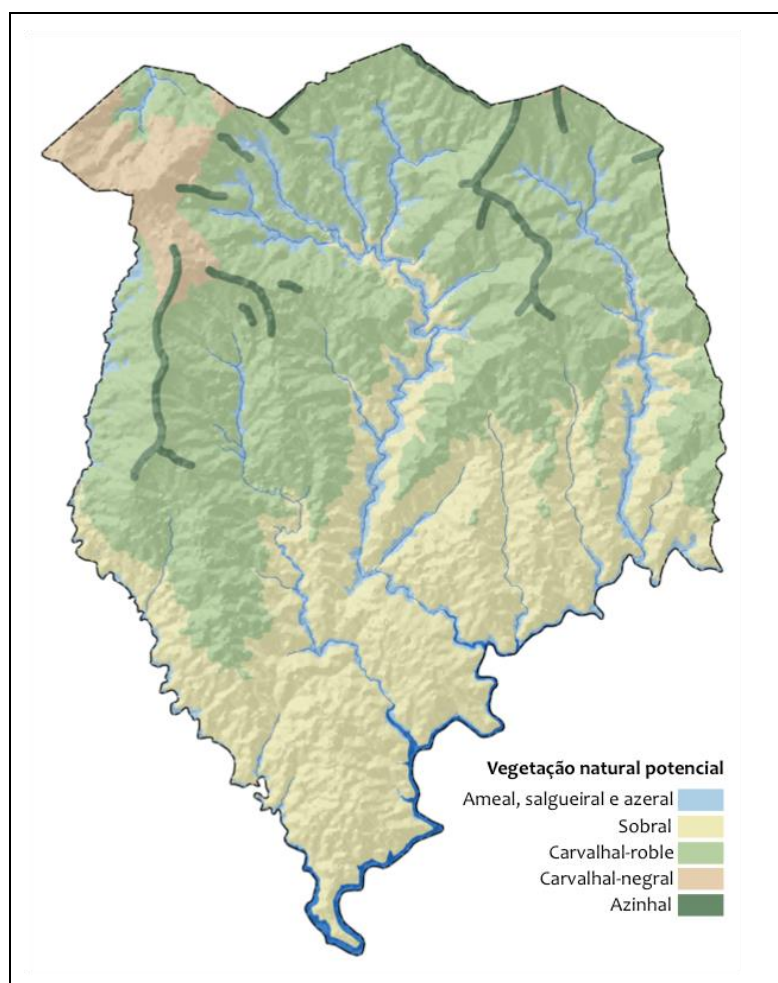 Vegetação natural potencial
Ameal, salgueiral e azeral
Sobral
Carvalhal-roble
Carvalhal-negral
Azinhal